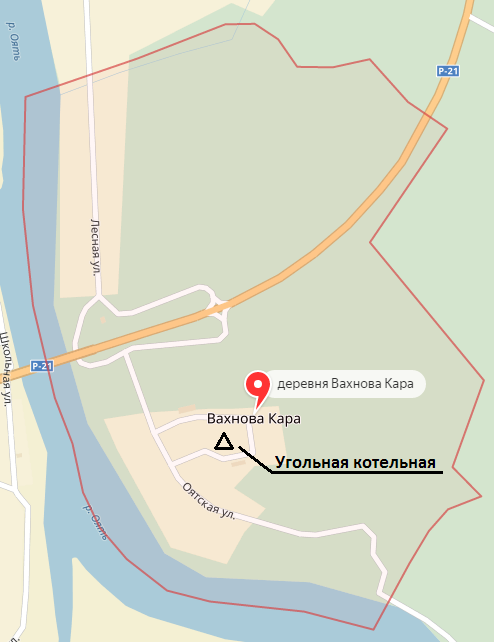 р. Оять
Р-21
Лесная ул.
Школьная ул.
Р-21
деревня Вахнова Кара
Вахнова Кара
Угольная котельная
Оятская ул.
р. Оять